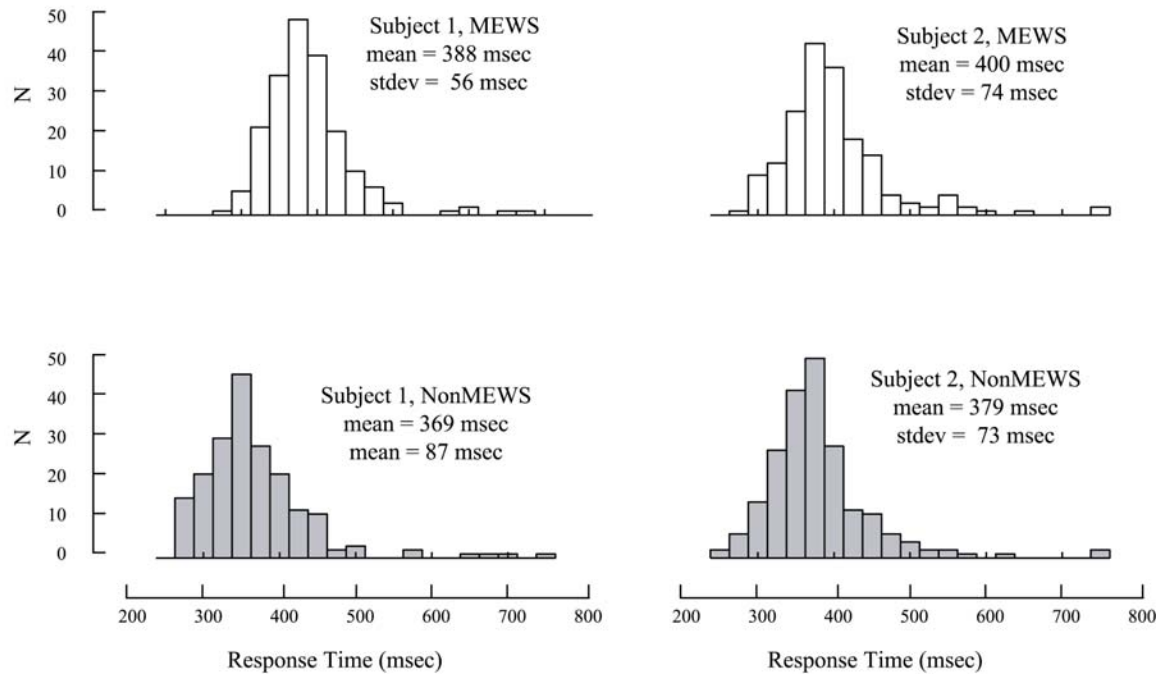 50
40
30
20
10
0
N
Subject 1, MEWS
mean = 388 msec
stdev = 56 msec
Subject 2, MEWS
mean = 400 msec
stdev = 74 msec
50
40
30
20
10
0
N
Subject 1, NonMEWS
mean = 369 msec
mean = 87 msec
Subject 2, NonMEWS
mean = 379 msec
stdev = 73 msec
200 300 400 500 600 700 800
Response Time (msec)
200 300 400 500 600 700 800
Response Time (msec)